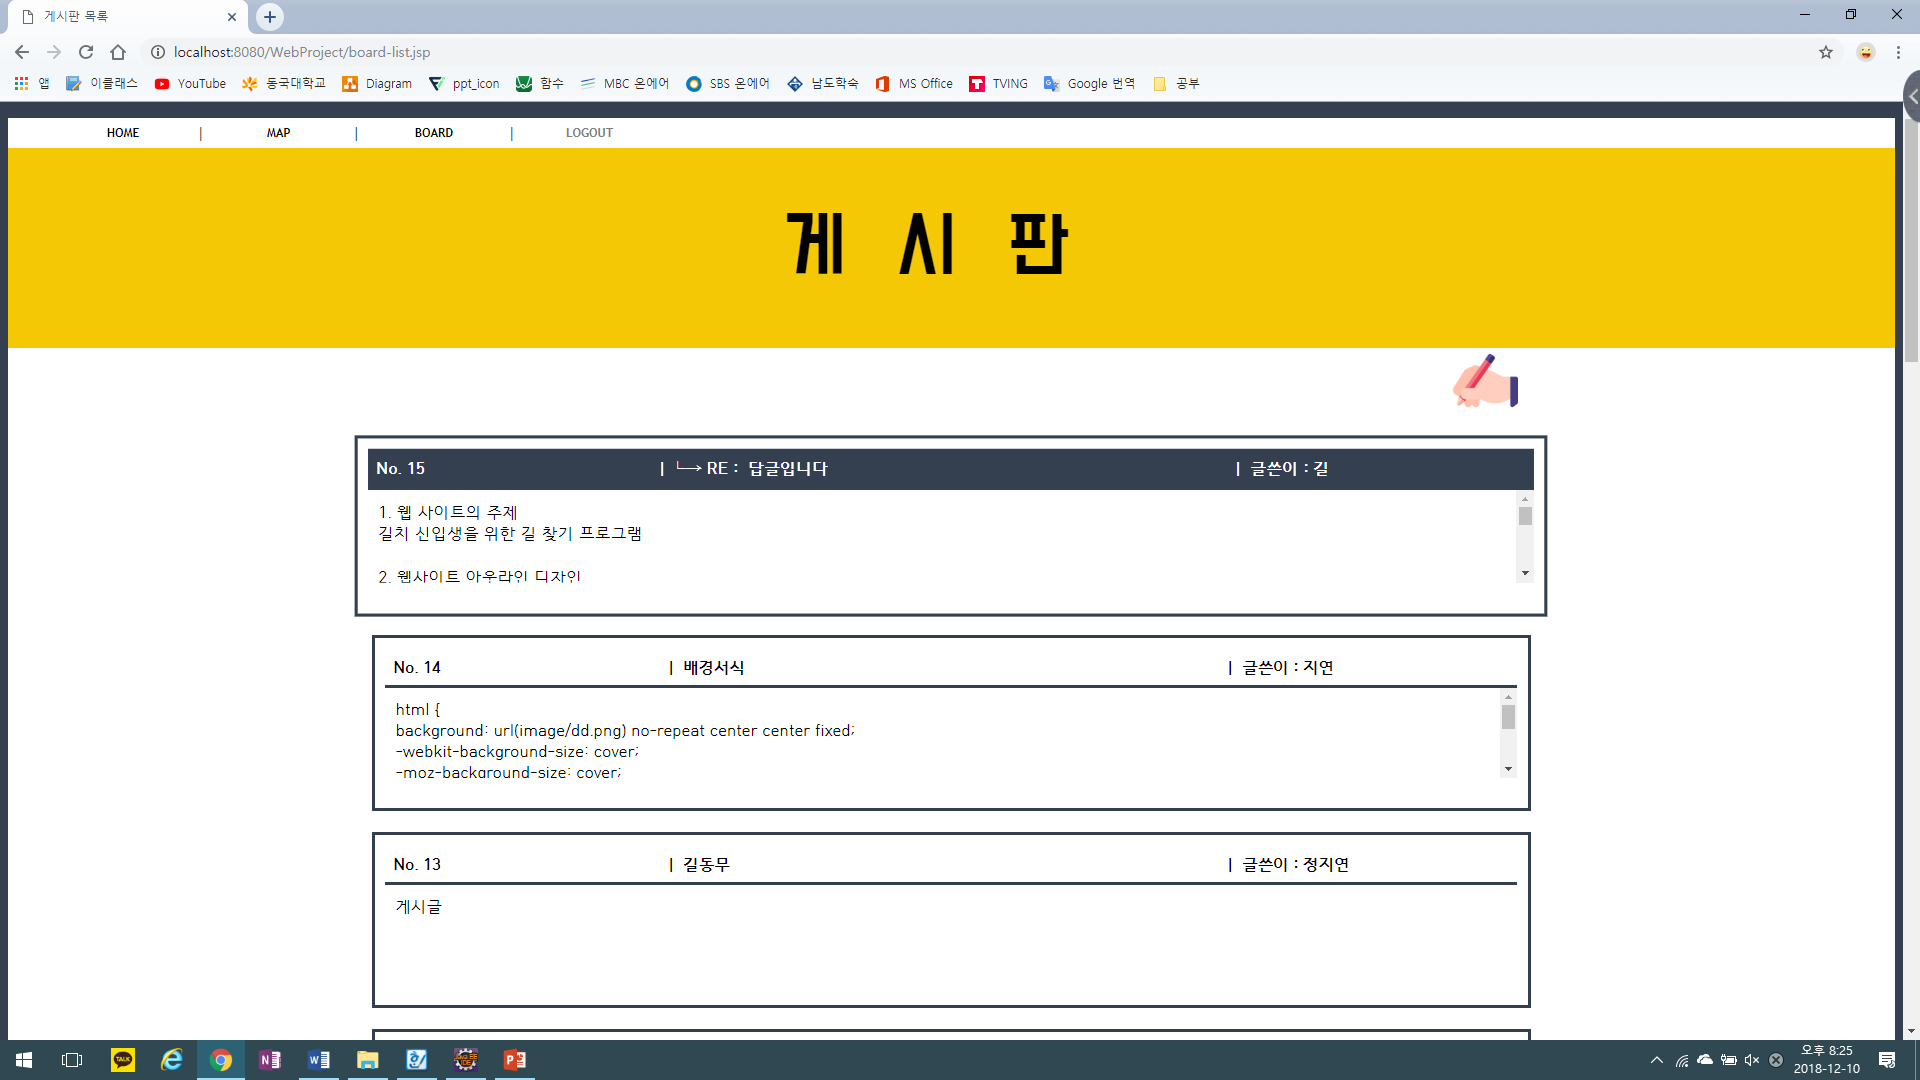 게시판 목록
localhost:8080/WebProject/board-list.jsp
앱 이클래스 YouTube 동국대학교 Diagram ppt_icon 함수 MBC 온에어 SBS 온에어 남도학숙 MS Office TVING Google 번역 공부
HOME | MAP | BOARD | LOGOUT
게 시 판
No. 15 | └→ RE : 답글입니다 | 글쓴이 : 길
1. 웹 사이트의 주제
길치 신입생을 위한 길 찾기 프로그램
2. 웹사이트 아우라인 디자인
No. 14 | 배경서식 | 글쓴이 : 지연
html {
background: url(image/dd.png) no-repeat center center fixed;
-webkit-background-size: cover;
-moz-background-size: cover;
No. 13 | 길동무 | 글쓴이 : 정지연
게시글
오후 8:25
2018-12-10